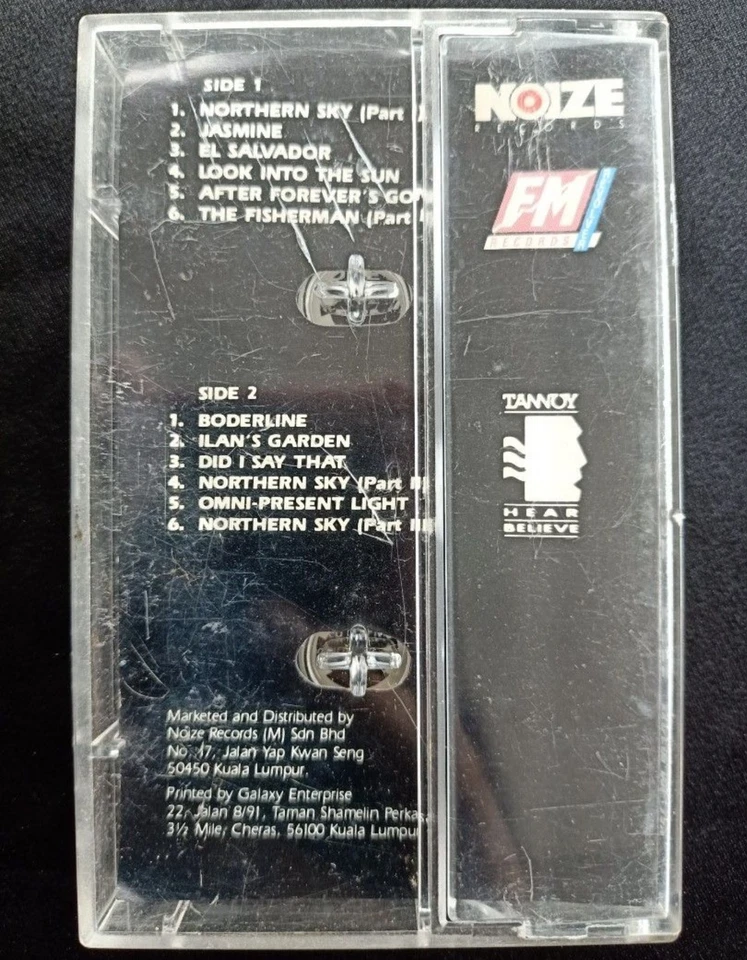 SIDE 1
1. NORTHERN SKY (Part I)
2. JASMINE
3. EL SALVADOR
4. LOOK INTO THE SUN
5. AFTER FOREVER'S GO
6. THE FISHERMAN (Part I
SIDE 2
1. BODERLINE
2. ILAN'S GARDEN
3. DID I SAY THAT
4. NORTHERN SKY (Part II)
5. OMNI-PRESENT LIGHT
6. NORTHERN SKY (Part III
Marketed and Distributed by
Noize Records (M) Sdn Bhd
No. 17, Jalan Yap Kwan Seng
50450 Kuala Lumpur.
Printed by Galaxy Enterprise
22, Jalan 8/91, Taman Shamelin Perkas
3½ Mile, Cheras, 56100 Kuala Lumpur
NOIZE
RECORDS
FM
RECORDS
REVOLVER
TANNOY
HEAR
BELIEVE